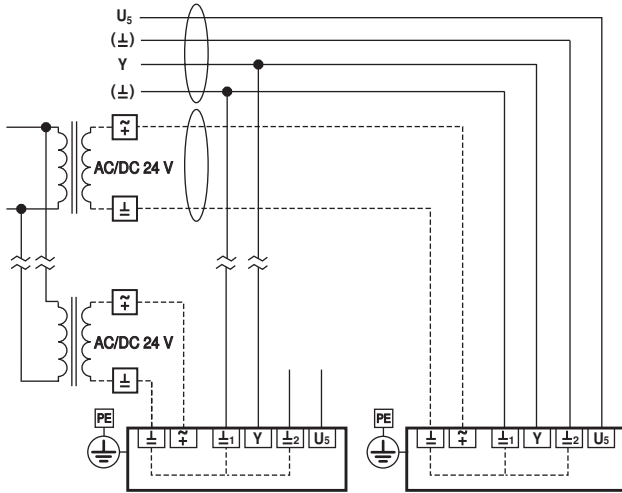 U5
(⊥)
Y
(⊥)
~
+
AC/DC 24 V
⊥
~
+
AC/DC 24 V
⊥
PE
⊥ ~+ ⊥1 Y ⊥2 U5
PE
⊥ ~+ ⊥1 Y ⊥2 U5